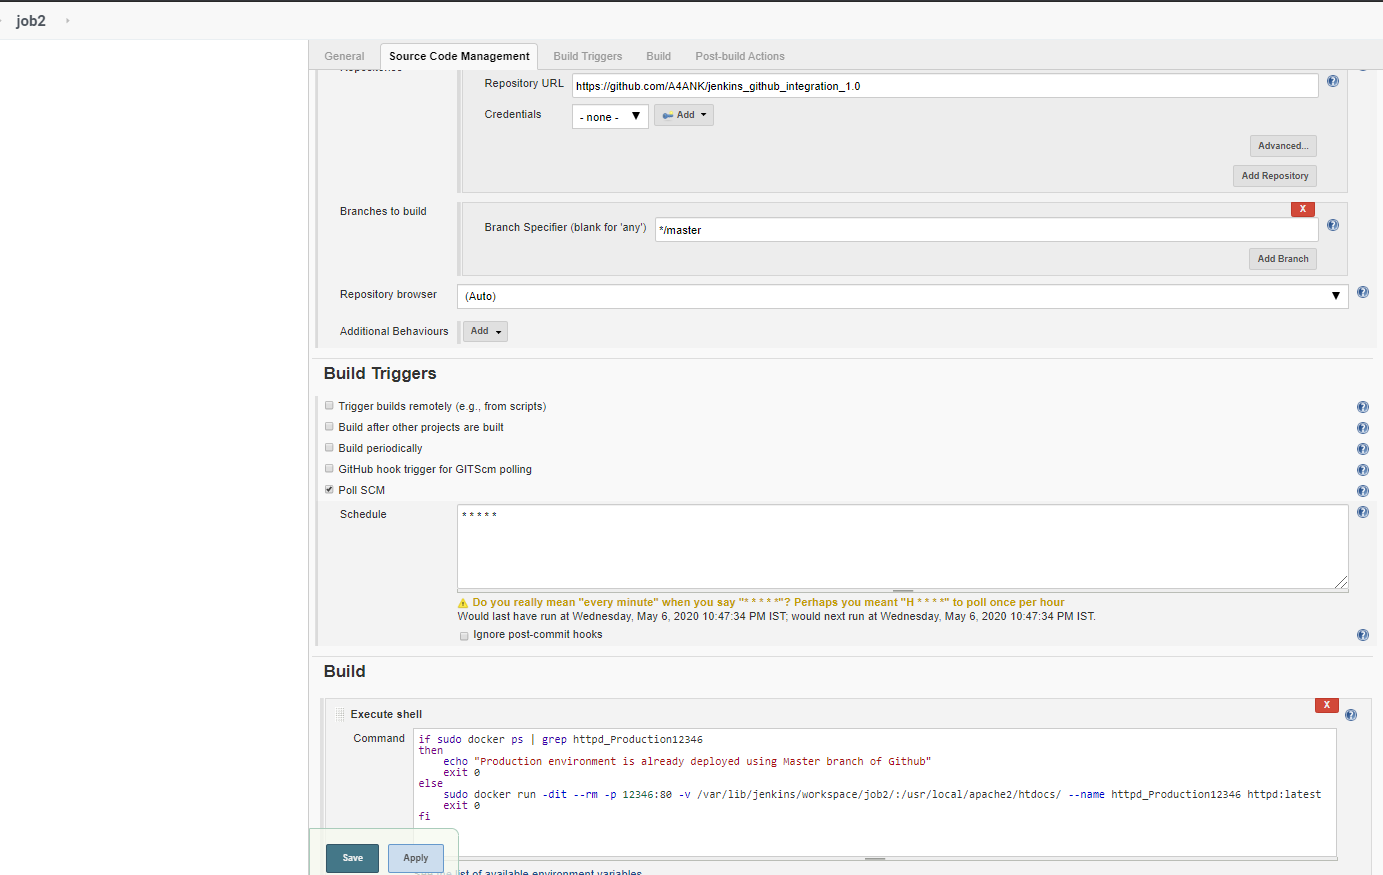 job2
General
Source Code Management
Build Triggers
Build
Post-build Actions
Repository URL
https://github.com/A4ANK/jenkins_github_integration_1.0
Credentials
- none -
Add
Advanced...
Add Repository
Branches to build
X
Branch Specifier (blank for 'any')
*/master
Add Branch
Repository browser
(Auto)
Additional Behaviours
Add
Build Triggers
Trigger builds remotely (e.g., from scripts)
Build after other projects are built
Build periodically
GitHub hook trigger for GITScm polling
Poll SCM
Schedule
* * * * *
Do you really mean "every minute" when you say "* * * * *"? Perhaps you meant "H * * * *" to poll once per hour
Would last have run at Wednesday, May 6, 2020 10:47:34 PM IST; would next run at Wednesday, May 6, 2020 10:47:34 PM IST.
Ignore post-commit hooks
Build
X
Execute shell
Command
if sudo docker ps | grep httpd_Production12346
then
echo "Production environment is already deployed using Master branch of Github"
exit 0
else
sudo docker run -dit --rm -p 12346:80 -v /var/lib/jenkins/workspace/job2/:/usr/local/apache2/htdocs/ --name httpd_Production12346 httpd:latest
exit 0
fi
Save
Apply
list of available environment variables